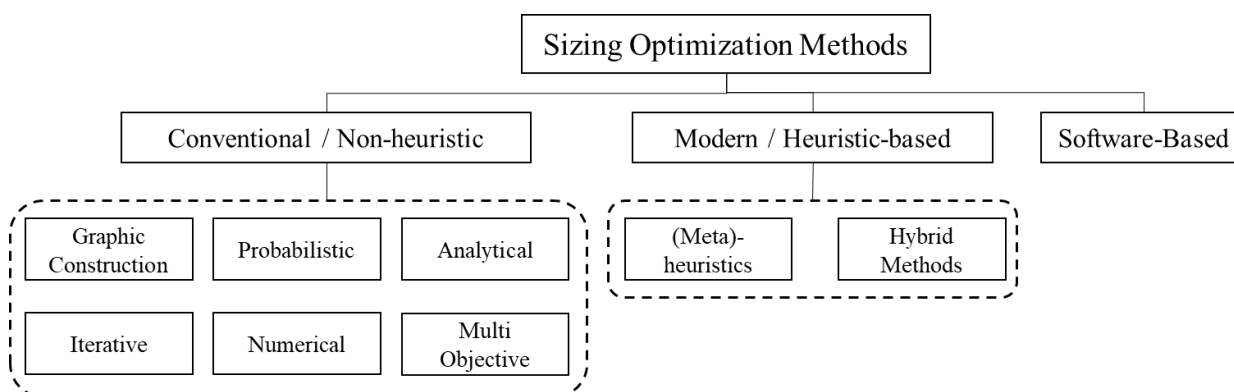 Sizing Optimization Methods
Conventional / Non-heuristic
Modern / Heuristic-based
Software-Based
Graphic
Construction
Probabilistic
Analytical
(Meta)-
heuristics
Hybrid
Methods
Iterative
Numerical
Multi
Objective